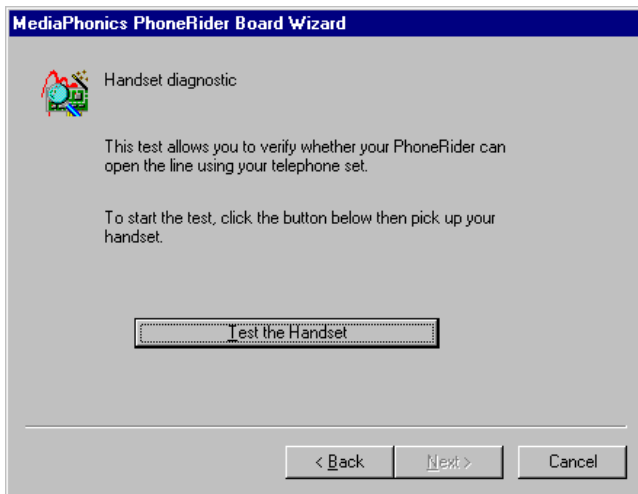 MediaPhonics PhoneRider Board Wizard
Handset diagnostic
This test allows you to verify whether your PhoneRider can
open the line using your telephone set.
To start the test, click the button below then pick up your
handset.
Test the Handset
< Back
Next >
Cancel